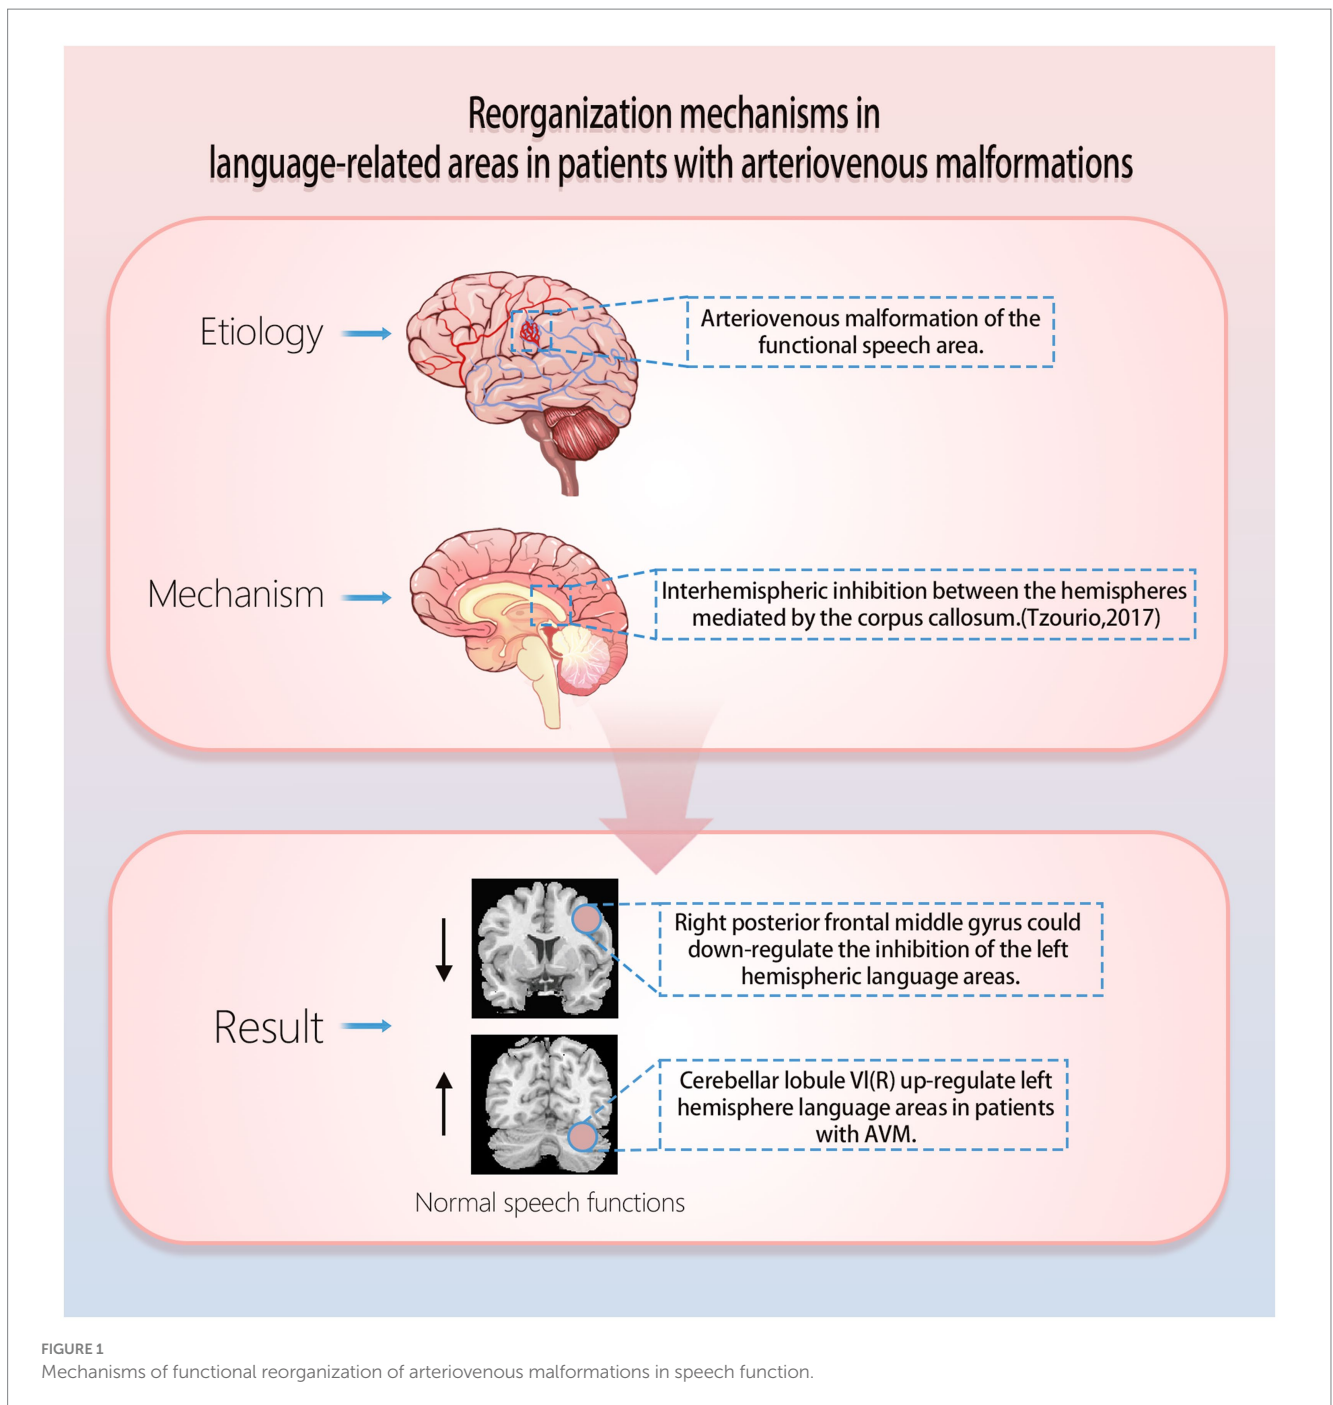 Reorganization mechanisms in
language-related areas in patients with arteriovenous malformations
Etiology
Arteriovenous malformation of the
functional speech area.
Mechanism
Interhemispheric inhibition between the hemispheres
mediated by the corpus callosum.(Tzourio,2017)
Result
Right posterior frontal middle gyrus could
down-regulate the inhibition of the left
hemispheric language areas.
Cerebellar lobule VI(R) up-regulate left
hemisphere language areas in patients
with AVM.
Normal speech functions
FIGURE 1
Mechanisms of functional reorganization of arteriovenous malformations in speech function.